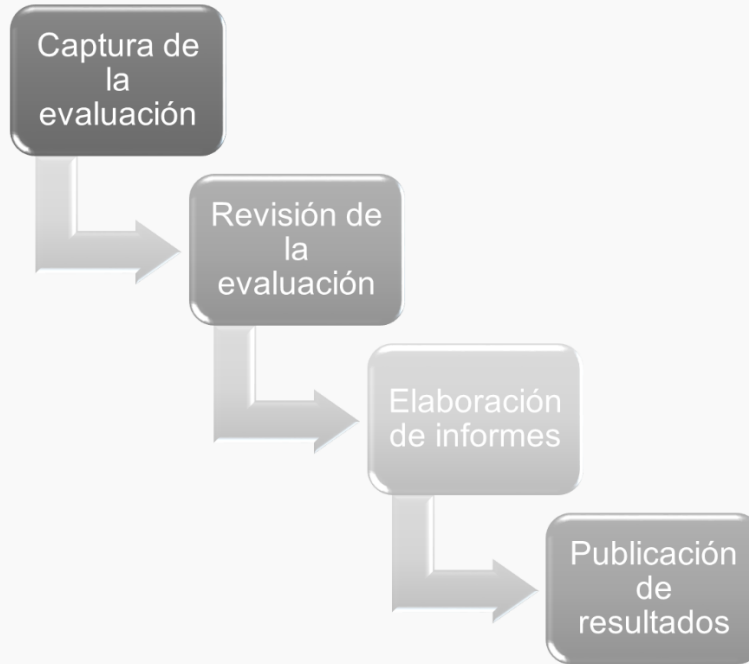 Captura de
la
evaluación
Revisión de
la
evaluación
Elaboración
de informes
Publicación
de
resultados